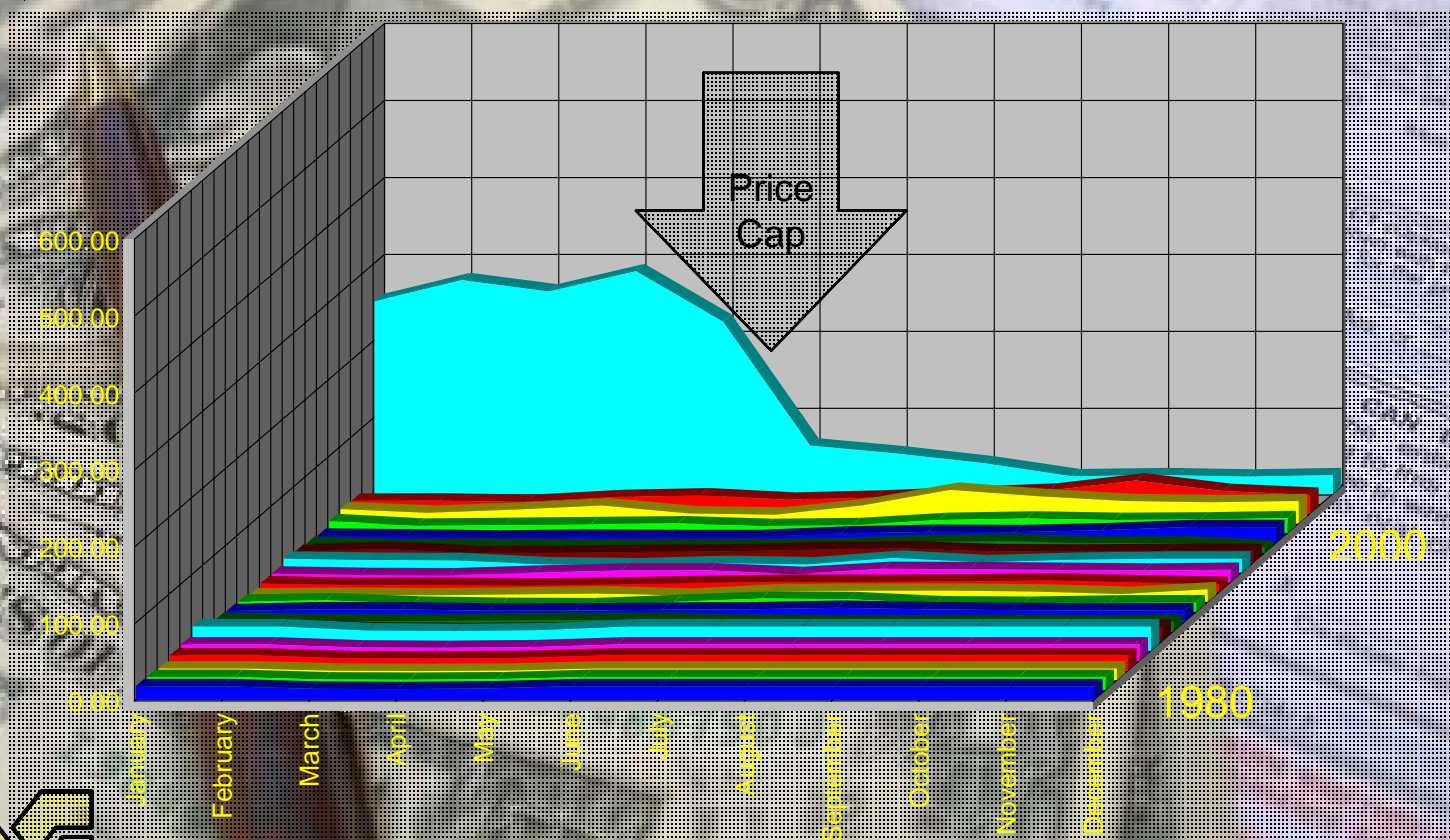 Price
Cap
600.00
500.00
400.00
300.00
200.00
100.00
0.00
2000
1980
January
February
March
April
May
June
July
August
September
October
November
December